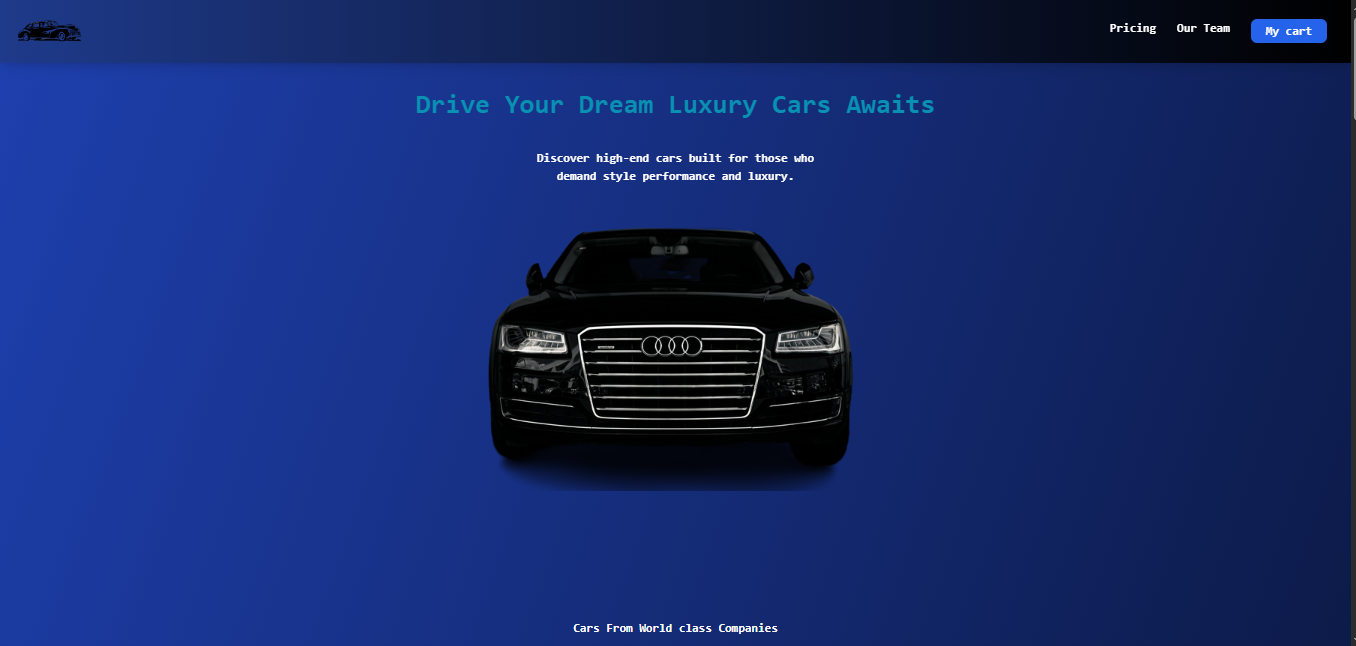 Pricing Our Team My cart
Drive Your Dream Luxury Cars Awaits
Discover high-end cars built for those who
demand style performance and luxury.
Cars From World class Companies